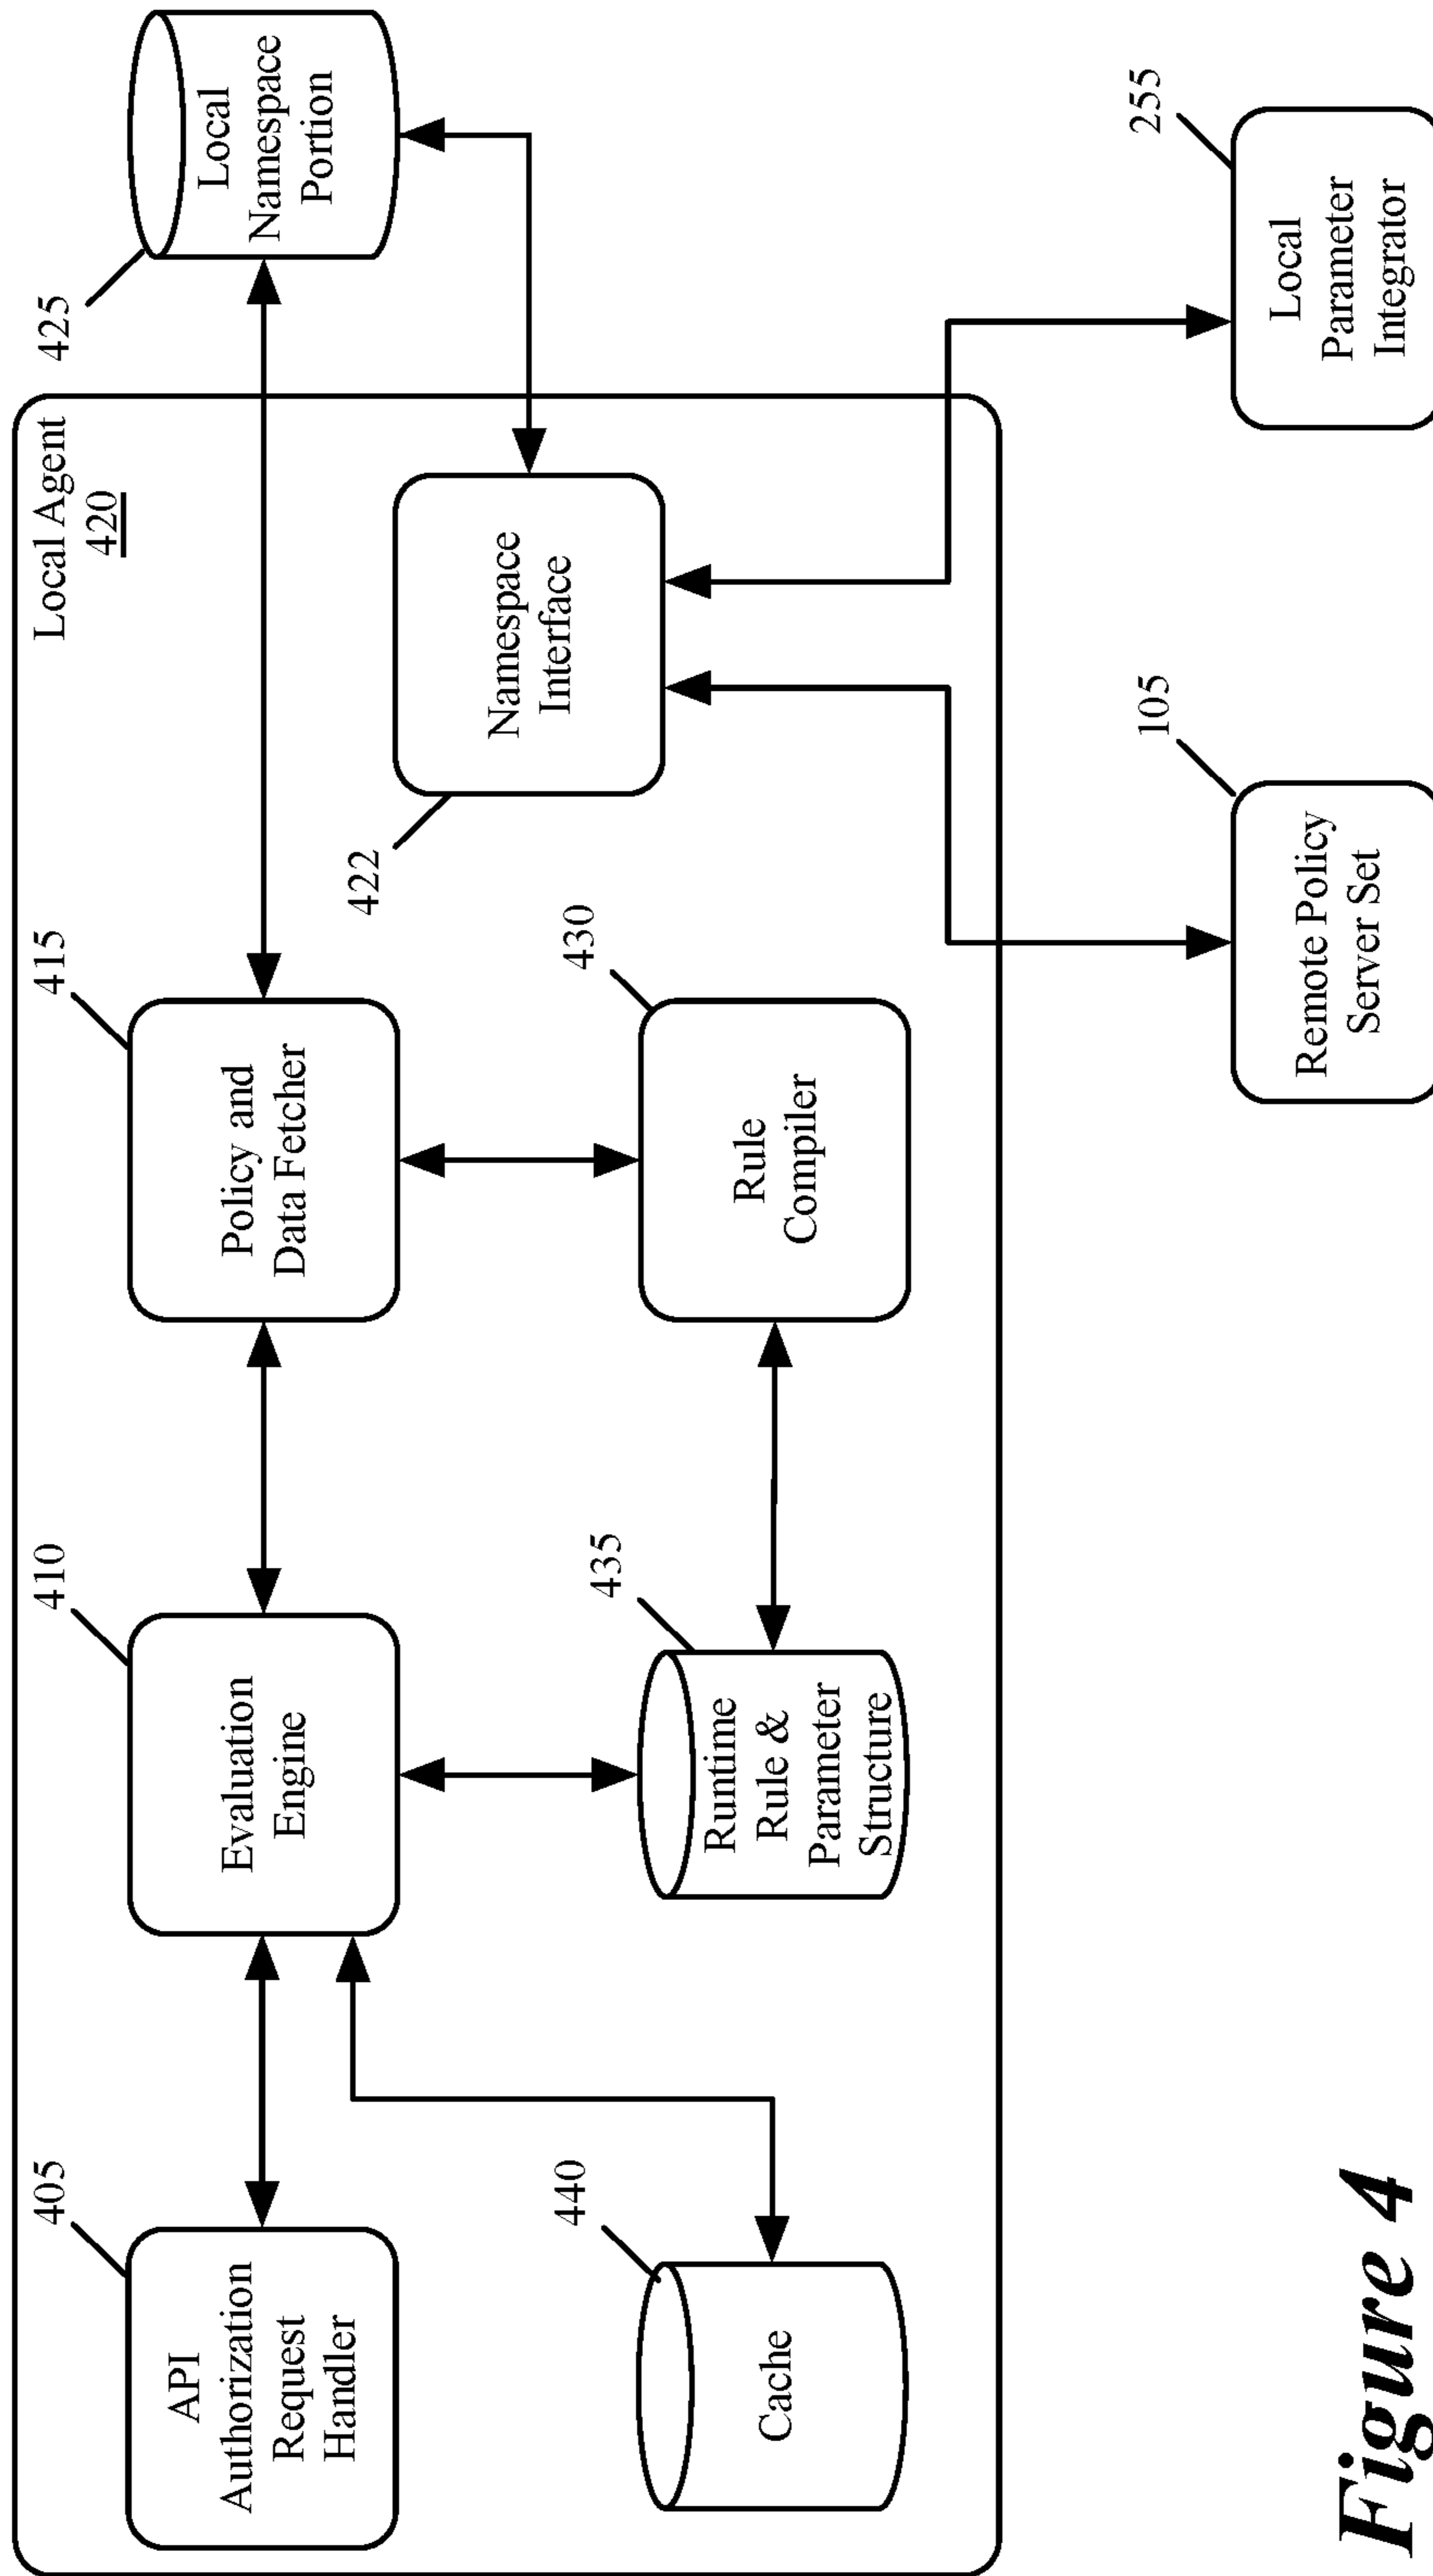 Local Agent
420
405
API
Authorization
Request
Handler
410
Evaluation
Engine
415
Policy and
Data Fetcher
425
Local
Namespace
Portion
440
Cache
435
Runtime
Rule &
Parameter
Structure
430
Rule
Compiler
422
Namespace
Interface
105
Remote Policy
Server Set
255
Local
Parameter
Integrator
Figure 4